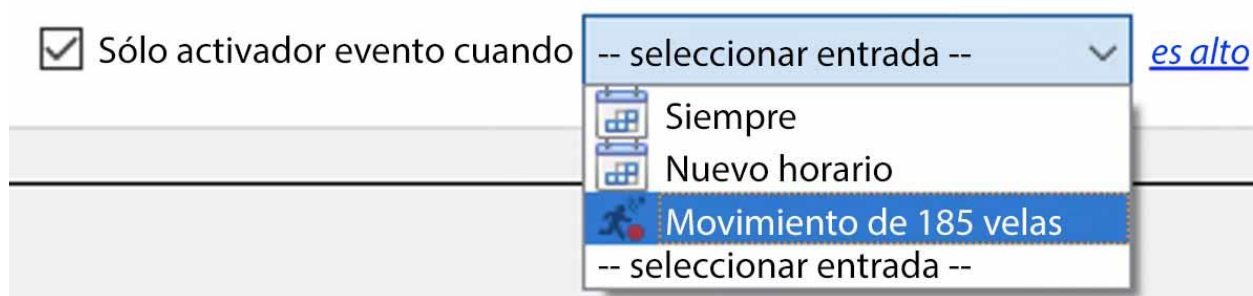 Sólo activador evento cuando -- seleccionar entrada -- es alto
Siempre
Nuevo horario
Movimiento de 185 velas
-- seleccionar entrada --